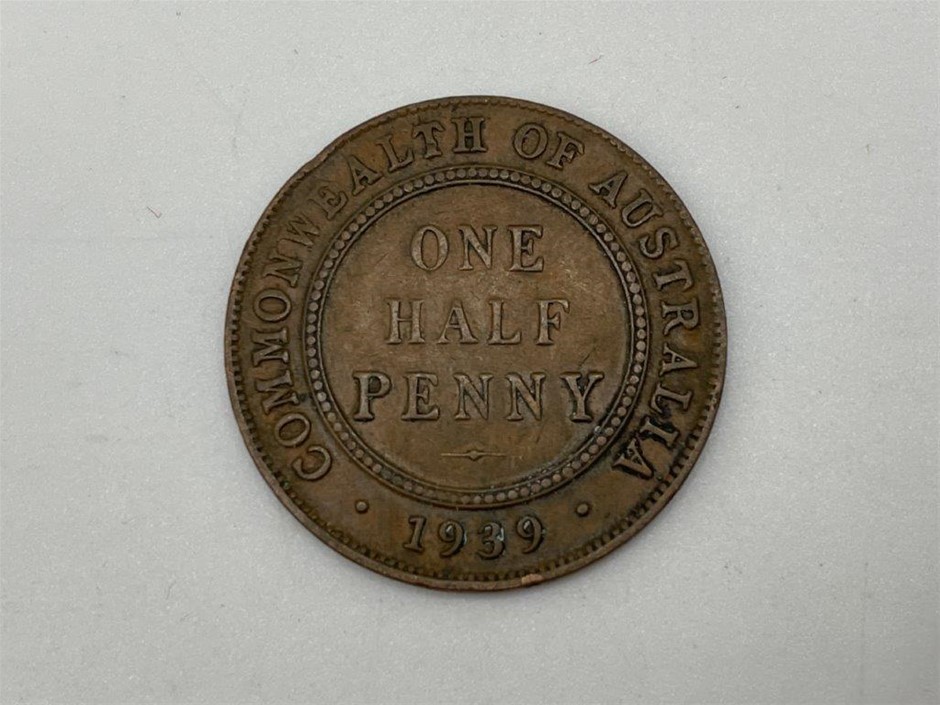 COMMONWEALTH OF AUSTRALIA
ONE
HALF
PENNY
1939